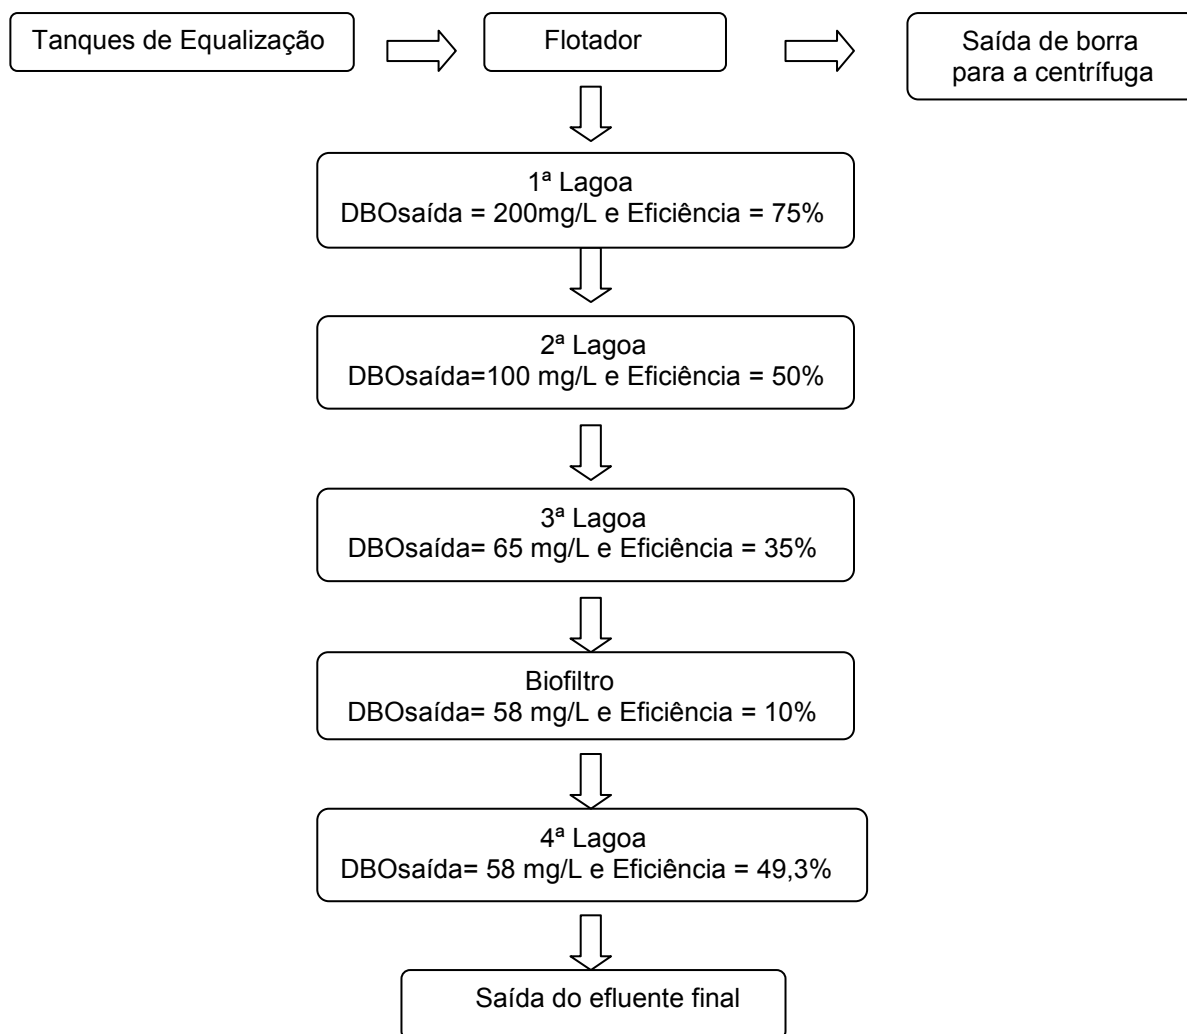 Tanques de Equalização
Flotador
Saída de borra
para a centrífuga
1ª Lagoa
DBOsaída = 200mg/L e Eficiência = 75%
2ª Lagoa
DBOsaída=100 mg/L e Eficiência = 50%
3ª Lagoa
DBOsaída= 65 mg/L e Eficiência = 35%
Biofiltro
DBOsaída= 58 mg/L e Eficiência = 10%
4ª Lagoa
DBOsaída= 58 mg/L e Eficiência = 49,3%
Saída do efluente final